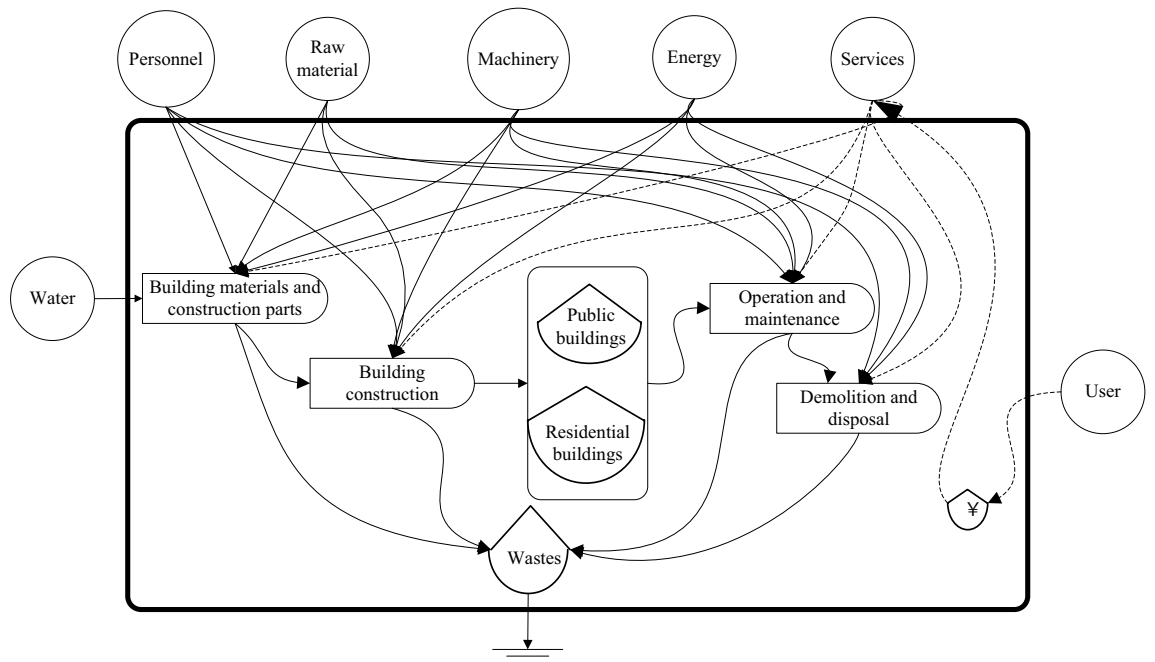 Personnel
Raw
material
Machinery
Energy
Services
Water
Building materials and
construction parts
Building
construction
Public
buildings
Residential
buildings
Operation and
maintenance
Demolition and
disposal
User
¥
Wastes